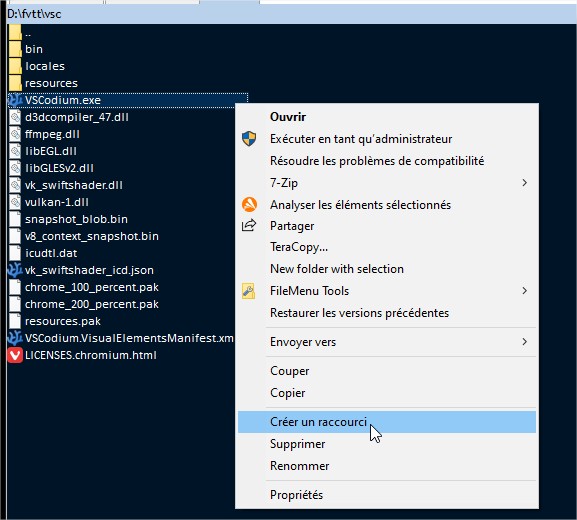 D:\fvtt\vsc
..
bin
locales
resources
VSCodium.exe
d3dcompiler_47.dll
ffmpeg.dll
libEGL.dll
libGLESv2.dll
vk_swiftshader.dll
vulkan-1.dll
snapshot_blob.bin
v8_context_snapshot.bin
icudtl.dat
vk_swiftshader_icd.json
chrome_100_percent.pak
chrome_200_percent.pak
resources.pak
VSCodium.VisualElementsManifest.xm
LICENSES.chromium.html
Ouvrir
Exécuter en tant qu'administrateur
Résoudre les problèmes de compatibilité
7-Zip
Analyser les éléments sélectionnés
Partager
TeraCopy...
New folder with selection
FileMenu Tools
Restaurer les versions précédentes
Envoyer vers
Couper
Copier
Créer un raccourci
Supprimer
Renommer
Propriétés